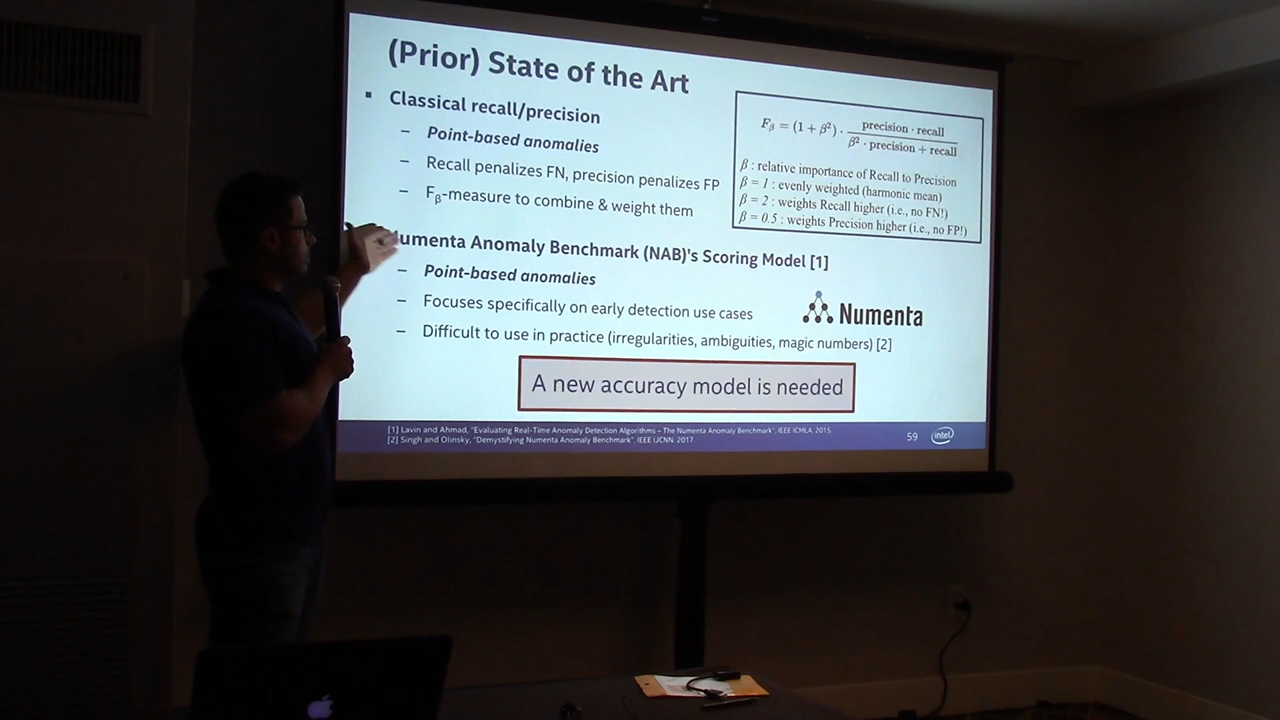 (Prior) State of the Art
▪ Classical recall/precision
– Point-based anomalies
– Recall penalizes FN, precision penalizes FP
– Fβ-measure to combine & weight them
Fβ = (1 + β²) · precision · recall / β² · precision + recall
β : relative importance of Recall to Precision
β = 1 : evenly weighted (harmonic mean)
β = 2 : weights Recall higher (i.e., no FN!)
β = 0.5 : weights Precision higher (i.e., no FP!)
Numenta Anomaly Benchmark (NAB)'s Scoring Model [1]
– Point-based anomalies
– Focuses specifically on early detection use cases
– Difficult to use in practice (irregularities, ambiguities, magic numbers) [2]
Numenta
A new accuracy model is needed
[1] Lavin and Ahmad, "Evaluating Real-Time Anomaly Detection Algorithms – The Numenta Anomaly Benchmark", IEEE ICMLA, 2015.
[2] Singh and Olinsky, "Demystifying Numenta Anomaly Benchmark", IEEE IJCNN, 2017.
59
intel